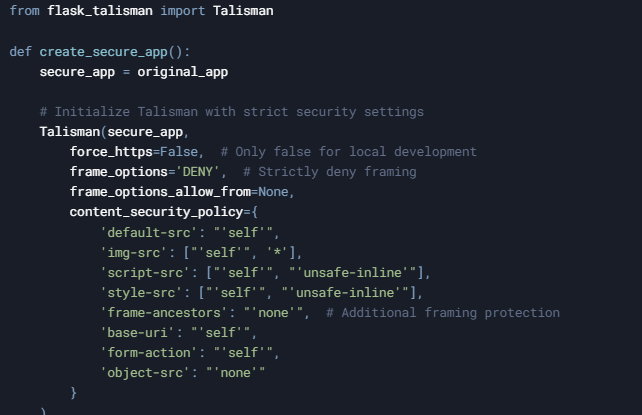 from flask_talisman import Talisman
def create_secure_app():
secure_app = original_app
# Initialize Talisman with strict security settings
Talisman(secure_app,
force_https=False,  # Only false for local development
frame_options='DENY',  # Strictly deny framing
frame_options_allow_from=None,
content_security_policy={
'default-src': "'self'",
'img-src': ["'self'", '*'],
'script-src': ["'self'", "'unsafe-inline'"],
'style-src': ["'self'", "'unsafe-inline'"],
'frame-ancestors': "'none'",  # Additional framing protection
'base-uri': "'self'",
'form-action': "'self'",
'object-src': "'none'"
}
)